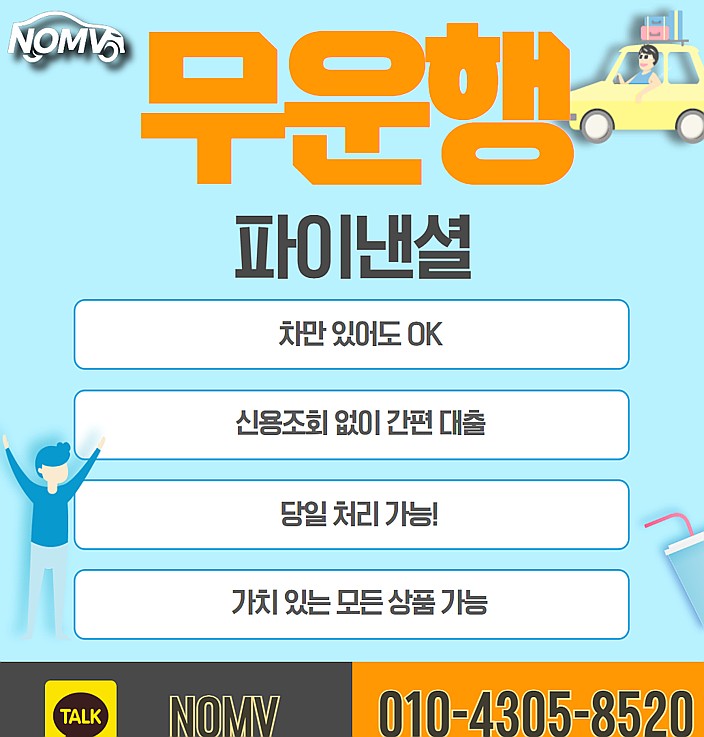 NOMV
무운행
파이낸셜
차만 있어도 OK
신용조회 없이 간편 대출
당일 처리 가능!
가치 있는 모든 상품 가능
TALK
NOMV
010-4305-8520